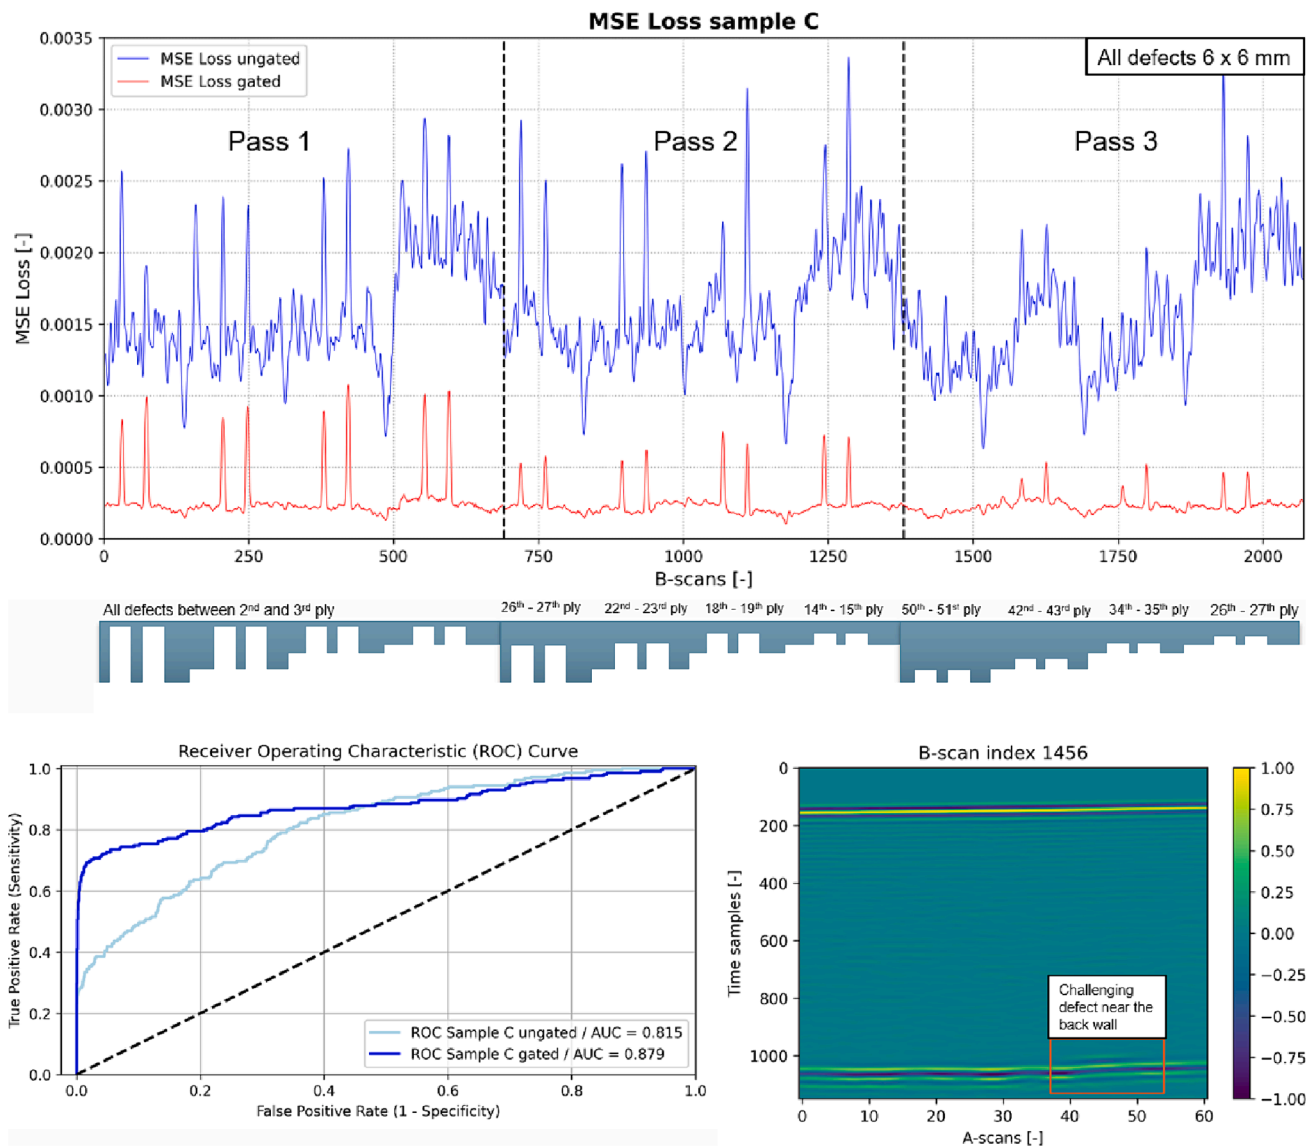 MSE Loss sample C
MSE Loss ungated
MSE Loss gated
All defects 6 x 6 mm
Pass 1
Pass 2
Pass 3
MSE Loss [-]
0.0035
0.0030
0.0025
0.0020
0.0015
0.0010
0.0005
0.0000
0 250 500 750 1000 1250 1500 1750 2000
B-scans [-]
All defects between 2nd and 3rd ply
26th - 27th ply 22nd - 23rd ply 18th - 19th ply 14th - 15th ply 50th - 51st ply 42nd - 43rd ply 34th - 35th ply 26th - 27th ply
Receiver Operating Characteristic (ROC) Curve
True Positive Rate (Sensitivity)
1.0
0.8
0.6
0.4
0.2
0.0
ROC Sample C ungated / AUC = 0.815
ROC Sample C gated / AUC = 0.879
0.0 0.2 0.4 0.6 0.8 1.0
False Positive Rate (1 - Specificity)
B-scan index 1456
Time samples [-]
0
200
400
600
800
1000
Challenging
defect near the
back wall
0 10 20 30 40 50 60
A-scans [-]
1.00
0.75
0.50
0.25
0.00
−0.25
−0.50
−0.75
−1.00